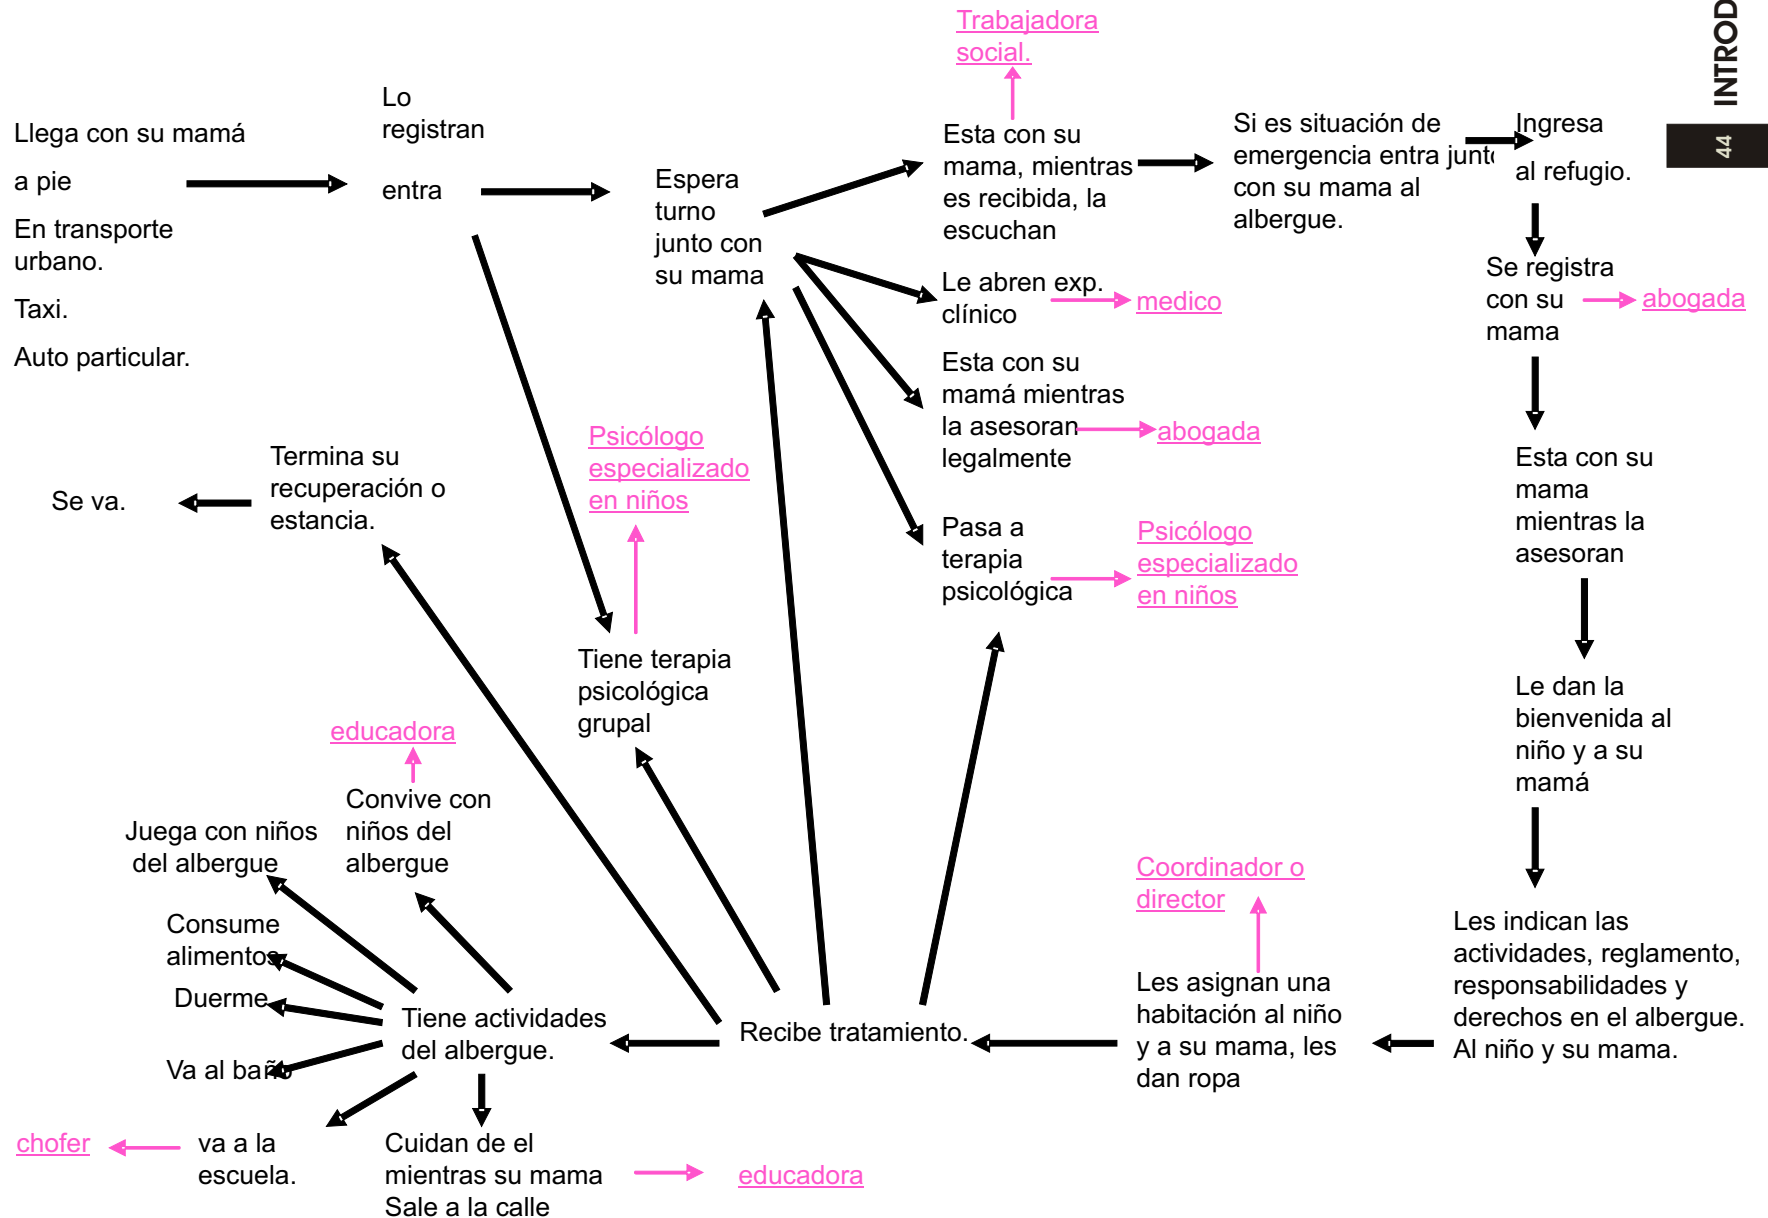 INTROD
44
Trabajadora
social.
Lo
registran
entra
Llega con su mamá
a pie
En transporte
urbano.
Taxi.
Auto particular.
Espera
turno
junto con
su mama
Esta con su
mama, mientras
es recibida, la
escuchan
Si es situación de
emergencia entra junto
con su mama al
albergue.
Ingresa
al refugio.
Le abren exp.
clínico
medico
Se registra
con su
mama
abogada
Esta con su
mamá mientras
la asesoran
legalmente
abogada
Psicólogo
especializado
en niños
Termina su
recuperación o
estancia.
Se va.
Esta con su
mama
mientras la
asesoran
Pasa a
terapia
psicológica
Psicólogo
especializado
en niños
Tiene terapia
psicológica
grupal
Le dan la
bienvenida al
niño y a su
mamá
educadora
Convive con
niños del
albergue
Juega con niños
del albergue
Consume
alimentos
Duerme
Va al baño
Tiene actividades
del albergue.
Recibe tratamiento.
Coordinador o
director
Les asignan una
habitación al niño
y a su mama, les
dan ropa
Les indican las
actividades, reglamento,
responsabilidades y
derechos en el albergue.
Al niño y su mama.
chofer
va a la
escuela.
Cuidan de el
mientras su mama
Sale a la calle
educadora